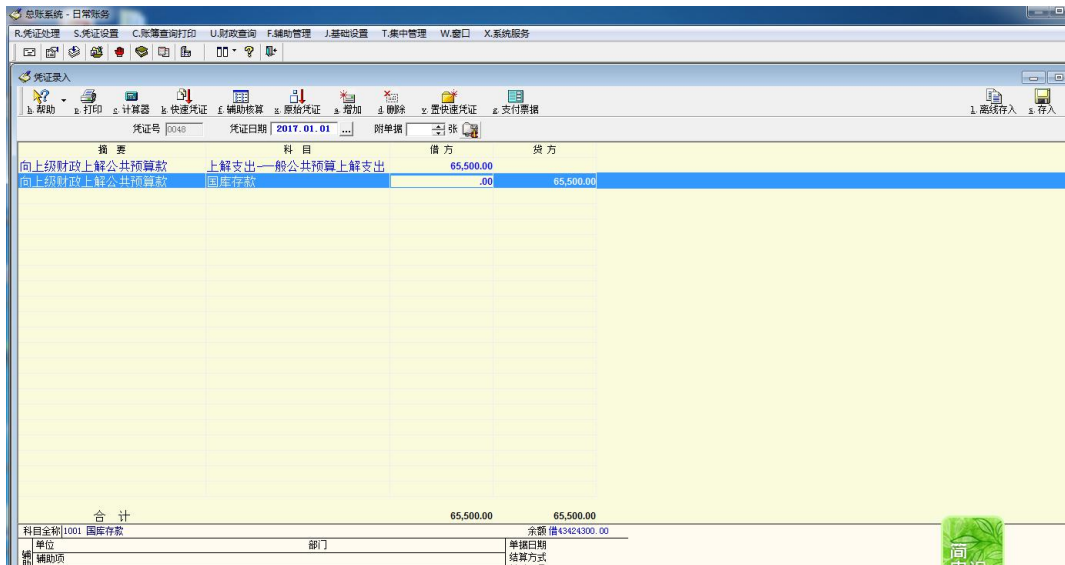 总账系统 - 日常账务
R.凭证处理 S.凭证设置 C.账簿查询打印 U.财政查询 F.辅助管理 J.基础设置 T.集中管理 W.窗口 X.系统服务
凭证录入
h.帮助 p.打印 c.计算器 k.快速凭证 f.辅助核算 x.原始凭证 a.增加 d.删除 y.置快速凭证 g.支付票据 l.离线存入 s.存入
凭证号 0048 凭证日期 2017.01.01 ... 附单据 张
摘 要 科 目 借 方 贷 方
向上级财政上解公共预算款 上解支出-一般公共预算上解支出 65,500.00
向上级财政上解公共预算款 国库存款 .00 65,500.00
合 计 65,500.00 65,500.00
科目全称 1001 国库存款 余额 借43424300.00
单位 部门 单据日期
辅助项 结算方式
简